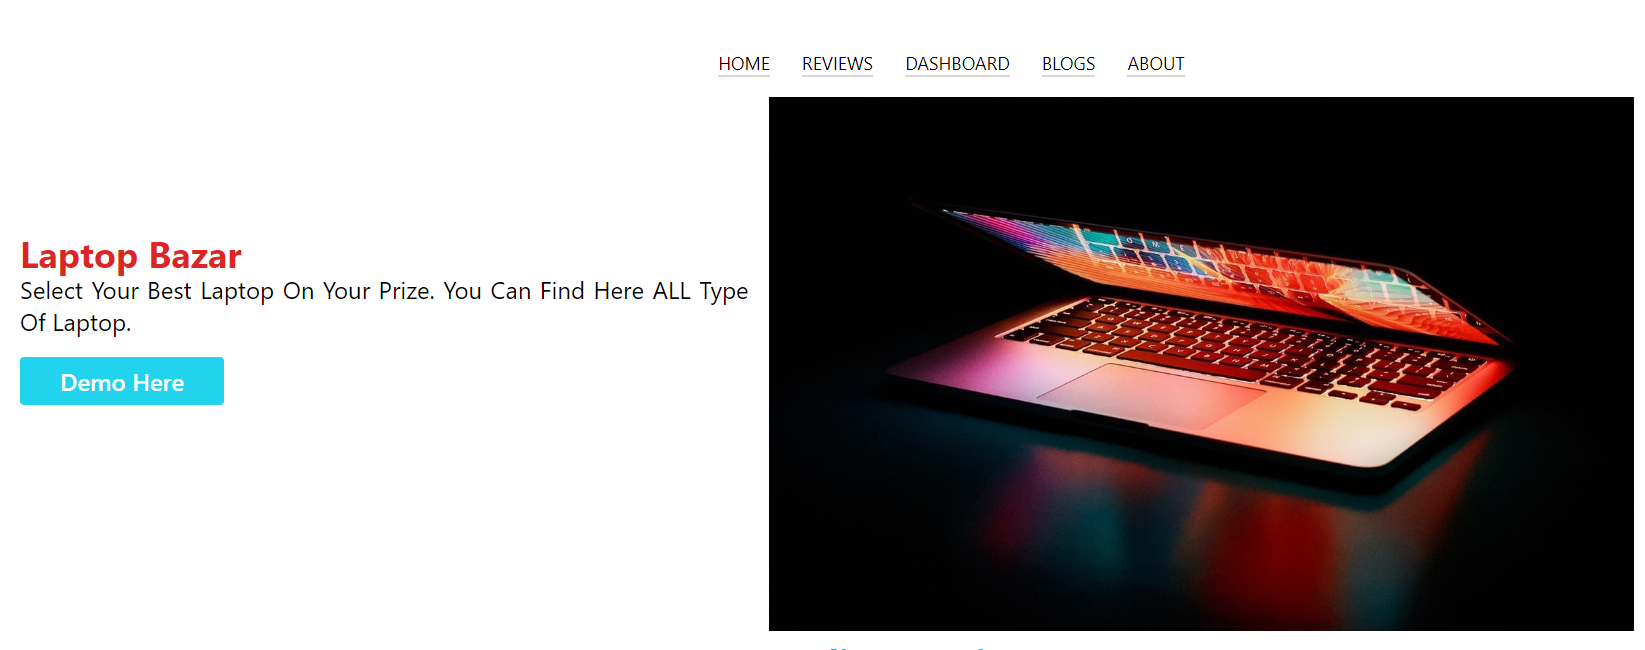 HOME REVIEWS DASHBOARD BLOGS ABOUT
Laptop Bazar
Select Your Best Laptop On Your Prize. You Can Find Here ALL Type
Of Laptop.
Demo Here